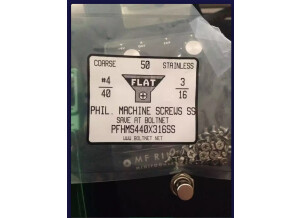 COARSE 50 STAINLESS
FLAT
#4 3
40 16
PHIL. MACHINE SCREWS SS
SAVE AT BOLTNET
PFHMS440X316SS
WWW.BOLTNET.NET